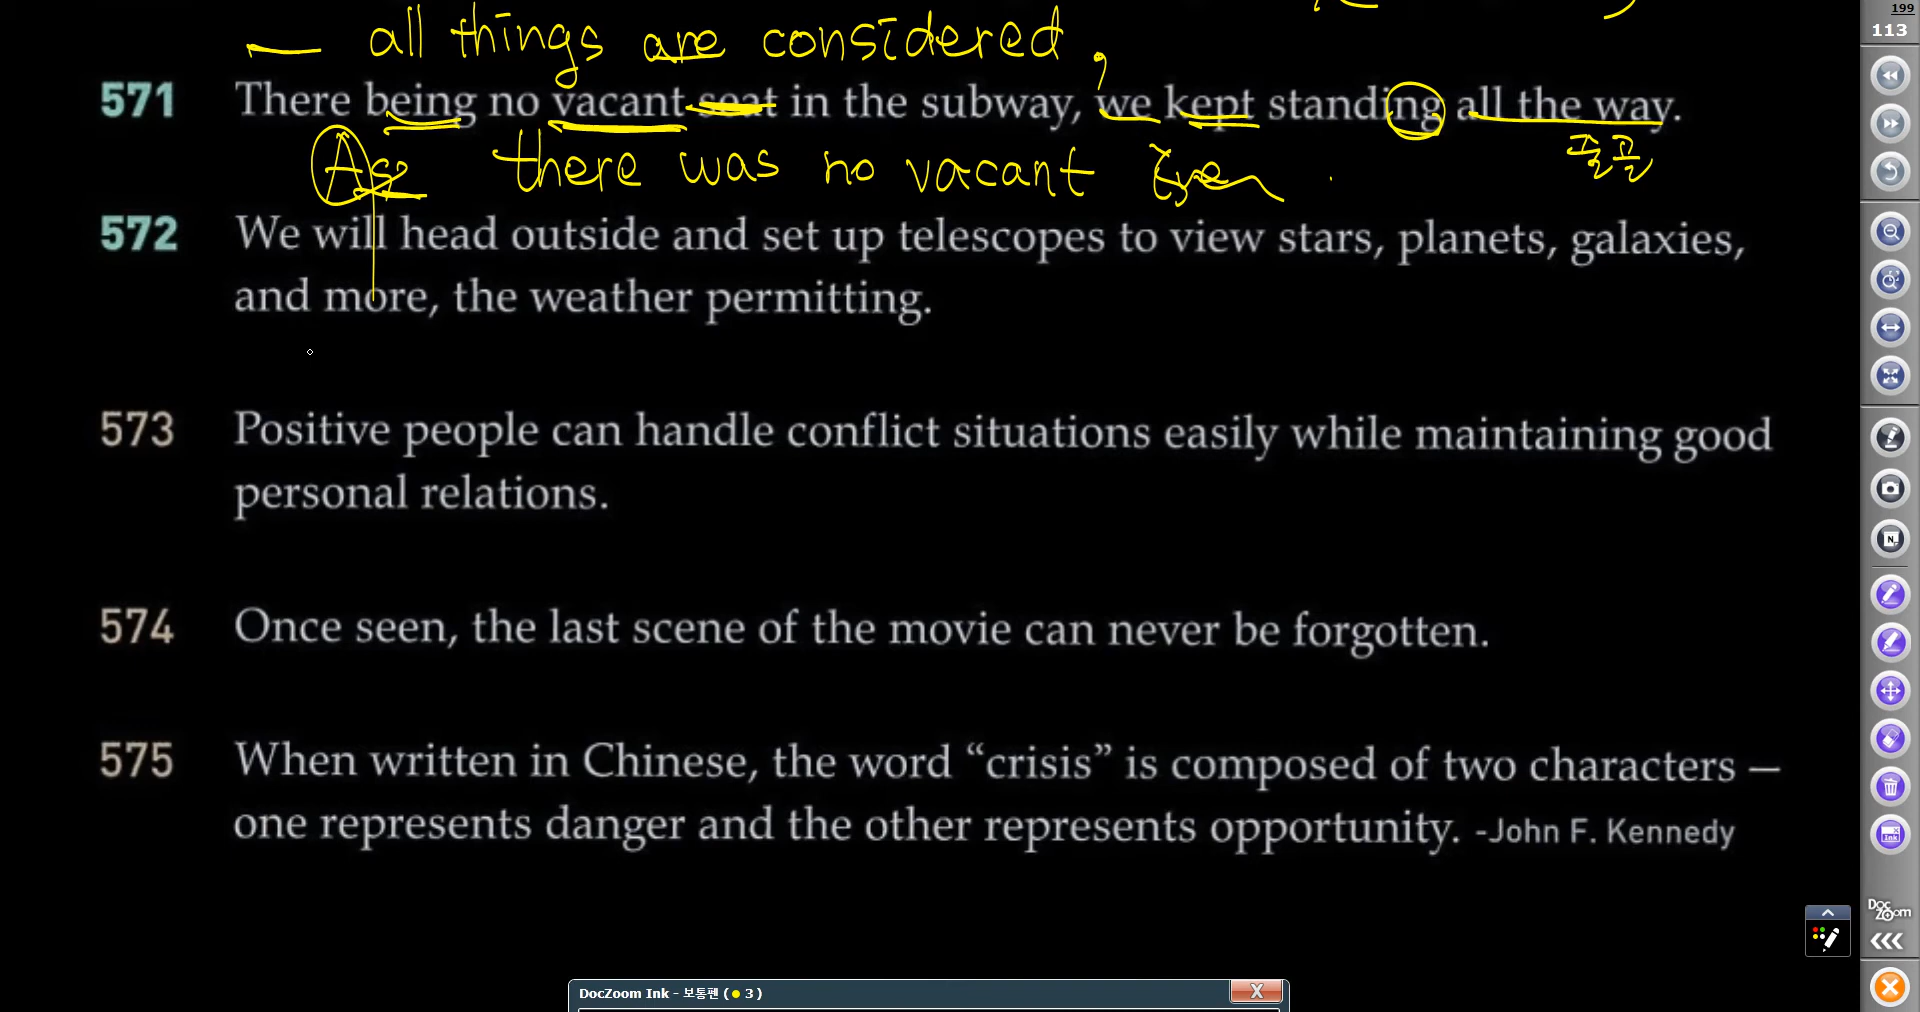 — all things are considered,
571 There being no vacant seat in the subway, we kept standing all the way.
As there was no vacant
572 We will head outside and set up telescopes to view stars, planets, galaxies,
and more, the weather permitting.
573 Positive people can handle conflict situations easily while maintaining good
personal relations.
574 Once seen, the last scene of the movie can never be forgotten.
575 When written in Chinese, the word “crisis” is composed of two characters —
one represents danger and the other represents opportunity. -John F. Kennedy
199
113
N
Ink
Doc
Zoom
DocZoom Ink - 보통펜 ( 3 )
X